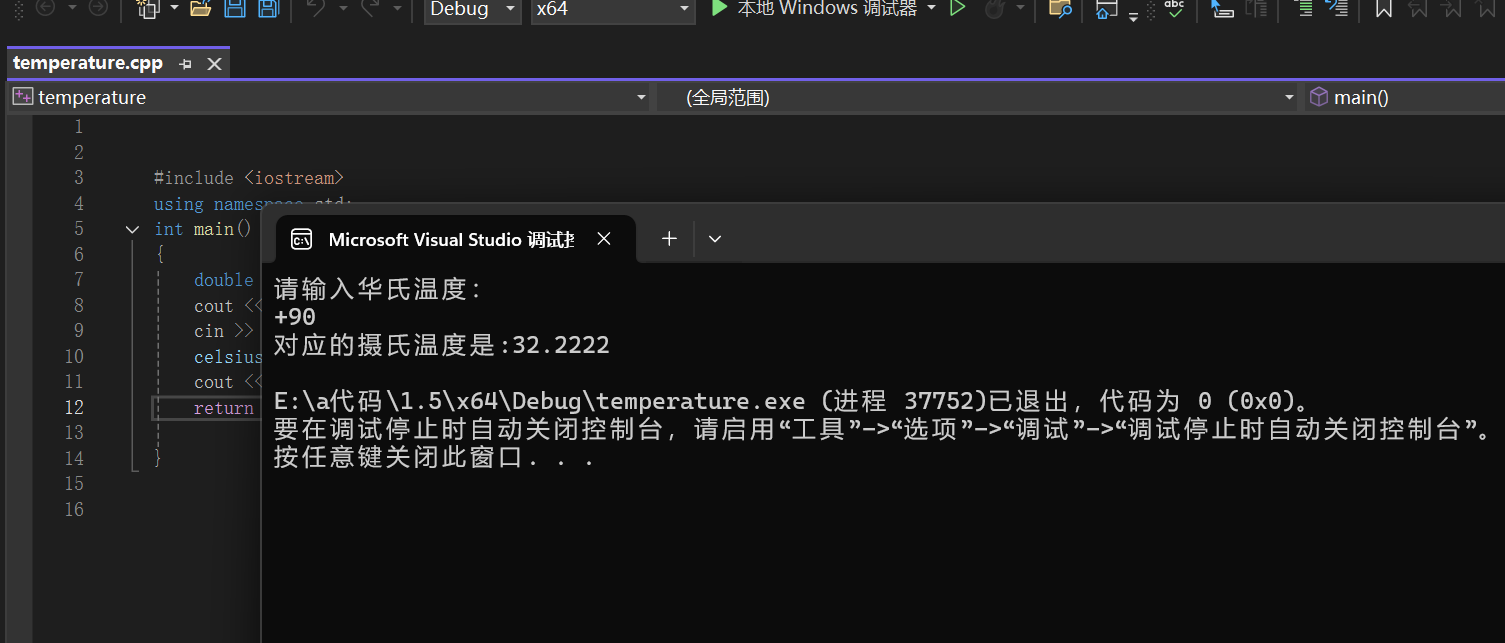 Debug x64 本地 Windows 调试器 abc
temperature.cpp
temperature (全局范围) main()
1
2
3 #include <iostream>
4 using namespace std;
5 int main()
6 {
7 double
8 cout <<
9 cin >>
10 celsius
11 cout <<
12 return
13
14 }
15
16
Microsoft Visual Studio 调试
请输入华氏温度:
+90
对应的摄氏温度是:32.2222
E:\a代码\1.5\x64\Debug\temperature.exe (进程 37752)已退出，代码为 0 (0x0)。
要在调试停止时自动关闭控制台，请启用“工具”->“选项”->“调试”->“调试停止时自动关闭控制台”。
按任意键关闭此窗口. . .